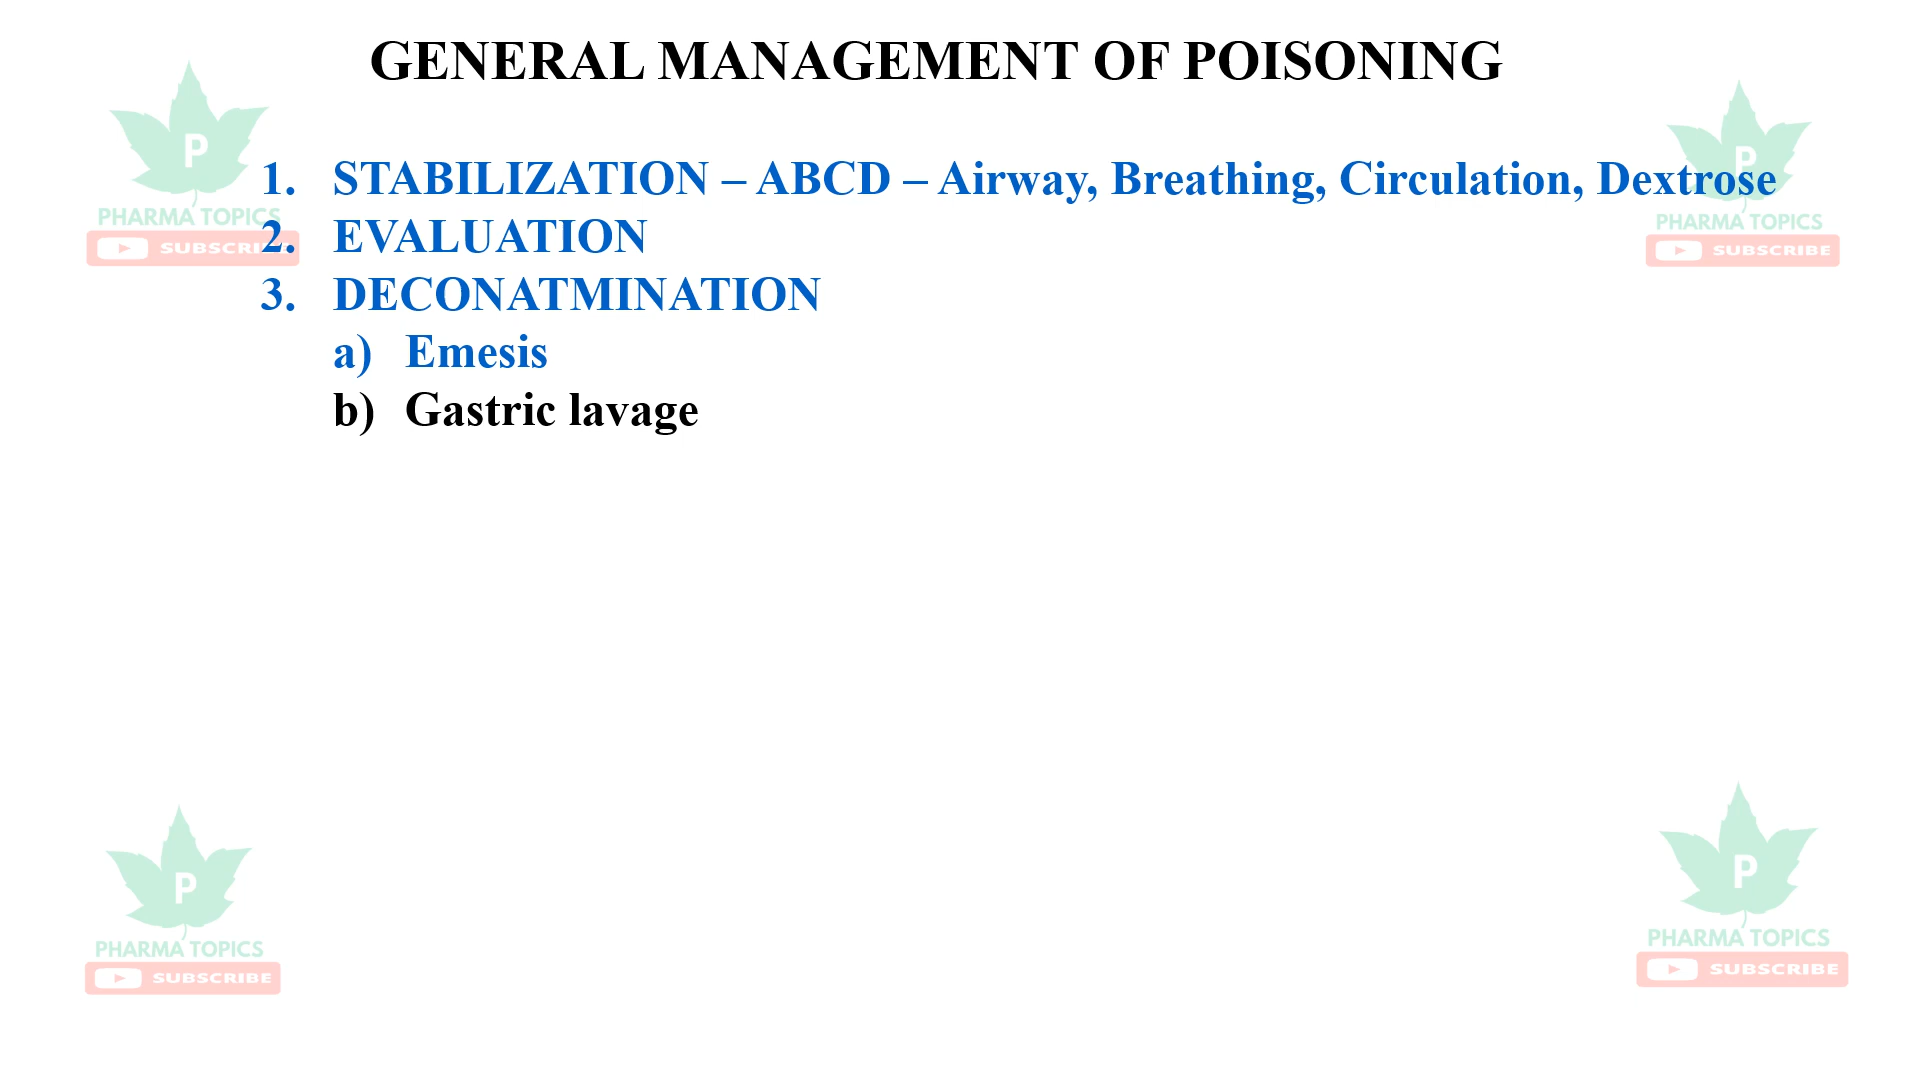 GENERAL MANAGEMENT OF POISONING
P
PHARMA TOPICS
SUBSCRIBE
P
PHARMA TOPICS
SUBSCRIBE
1. STABILIZATION – ABCD – Airway, Breathing, Circulation, Dextrose
2. EVALUATION
3. DECONATMINATION
a) Emesis
b) Gastric lavage
P
PHARMA TOPICS
SUBSCRIBE
P
PHARMA TOPICS
SUBSCRIBE